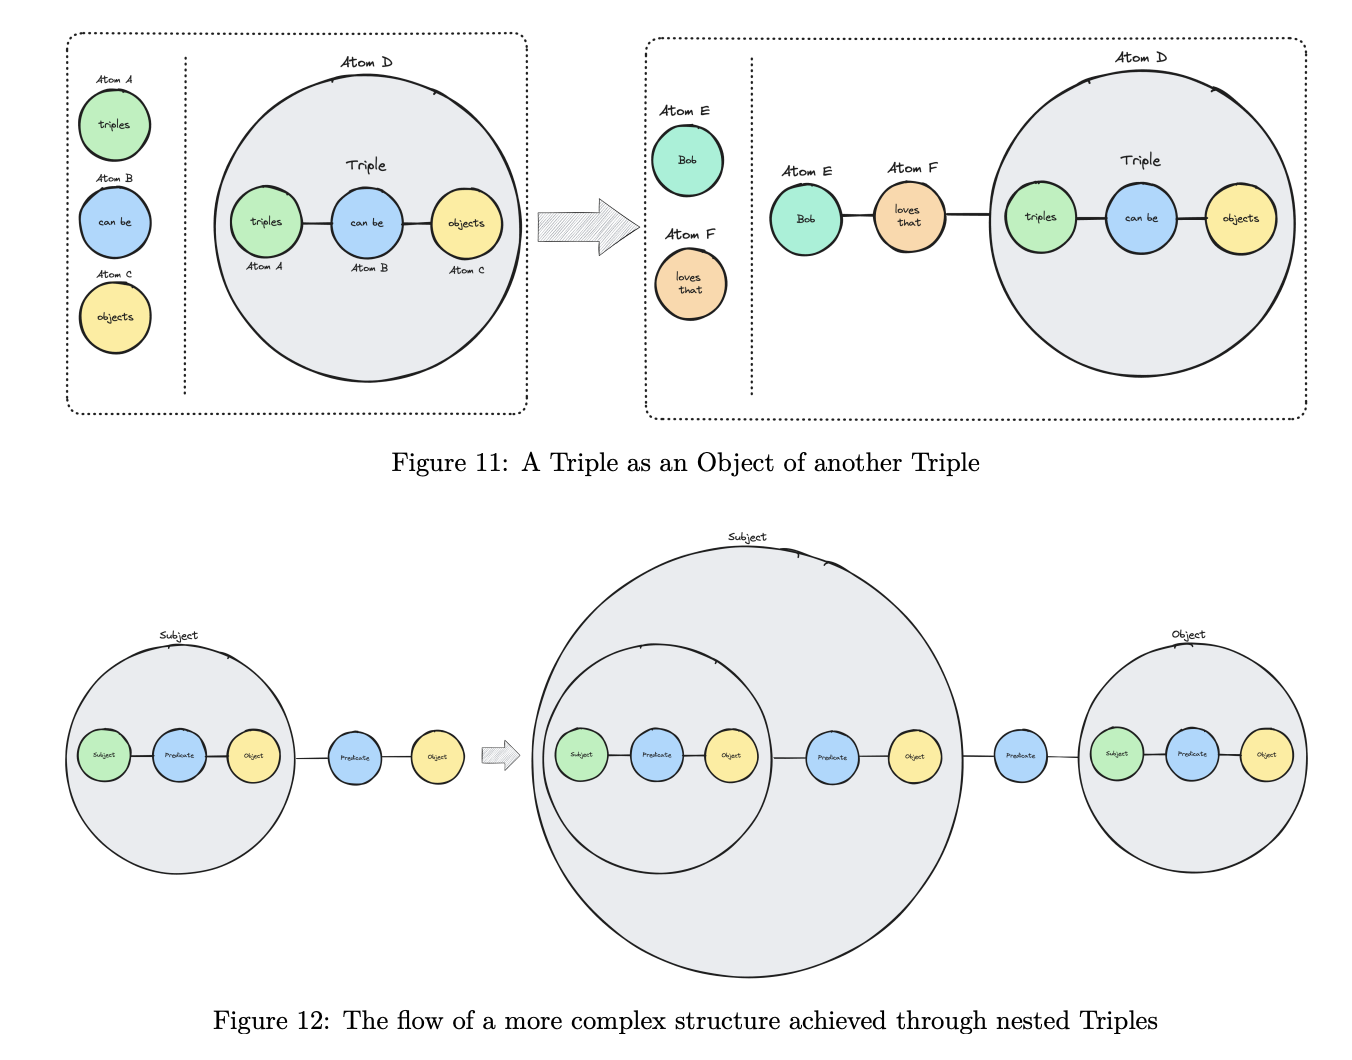 Atom A
triples
Atom B
can be
Atom C
objects
Atom D
Triple
triples
can be
objects
Atom A
Atom B
Atom C
Atom E
Bob
Atom F
loves
that
Atom E
Bob
Atom F
loves
that
Atom D
Triple
triples
can be
objects
Figure 11: A Triple as an Object of another Triple
Subject
Subject
Predicate
Object
Predicate
Object
Subject
Subject
Predicate
Object
Predicate
Object
Predicate
Object
Subject
Predicate
Object
Figure 12: The flow of a more complex structure achieved through nested Triples